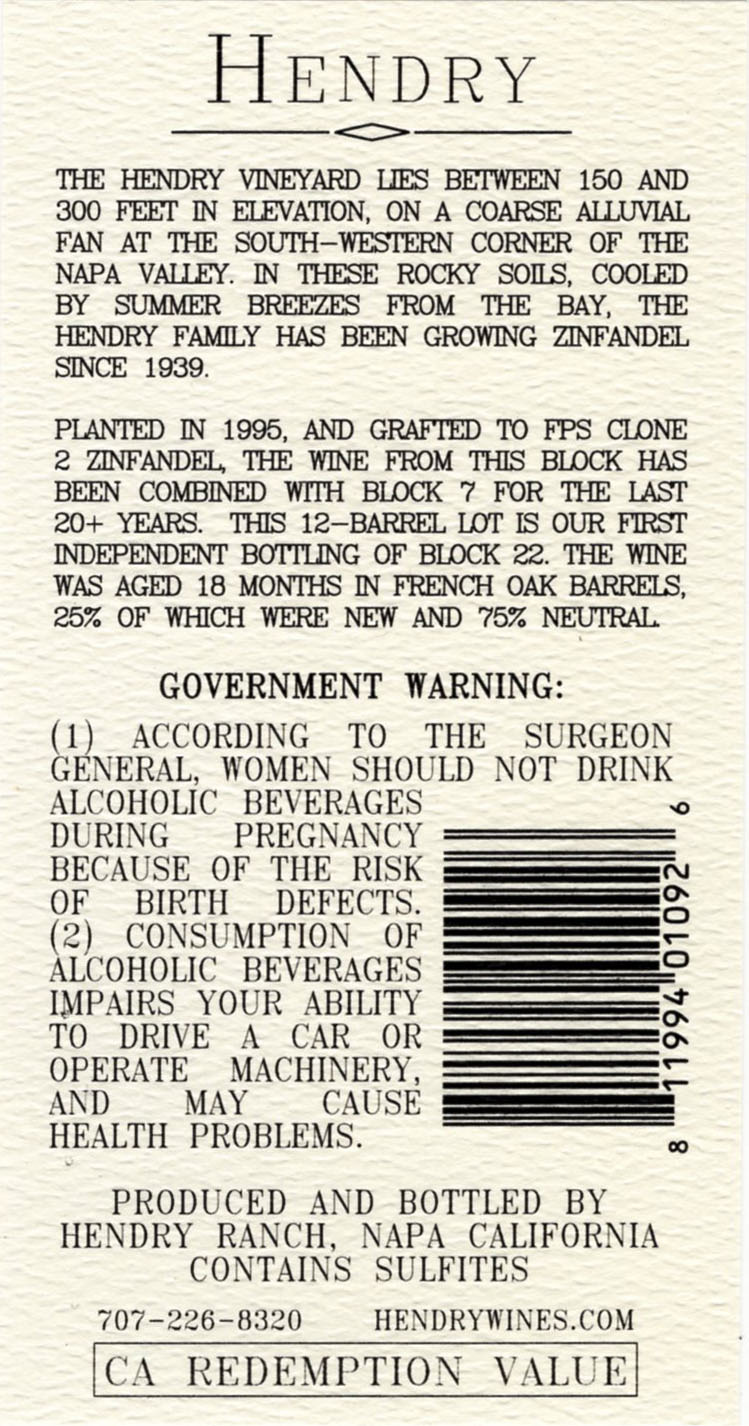 HENDRY
THE HENDRY VINEYARD LIES BETWEEN 150 AND
300 FEET IN ELEVATION, ON A COARSE ALLUVIAL
FAN AT THE SOUTH-WESTERN CORNER OF THE
NAPA VALLEY. IN THESE ROCKY SOILS, COOLED
BY SUMMER BREEZES FROM THE BAY, THE
HENDRY FAMILY HAS BEEN GROWING ZINFANDEL
SINCE 1939.
PLANTED IN 1995, AND GRAFTED TO FPS CLONE
2 ZINFANDEL, THE WINE FROM THIS BLOCK HAS
BEEN COMBINED WITH BLOCK 7 FOR THE LAST
20+ YEARS. THIS 12-BARREL LOT IS OUR FIRST
INDEPENDENT BOTTLING OF BLOCK 22. THE WINE
WAS AGED 18 MONTHS IN FRENCH OAK BARRELS,
25% OF WHICH WERE NEW AND 75% NEUTRAL.
GOVERNMENT WARNING:
(1) ACCORDING TO THE SURGEON
GENERAL, WOMEN SHOULD NOT DRINK
ALCOHOLIC BEVERAGES
DURING PREGNANCY
BECAUSE OF THE RISK
OF BIRTH DEFECTS.
(2) CONSUMPTION OF
ALCOHOLIC BEVERAGES
IMPAIRS YOUR ABILITY
TO DRIVE A CAR OR
OPERATE MACHINERY,
AND MAY CAUSE
HEALTH PROBLEMS.
8 11994 01092 6
PRODUCED AND BOTTLED BY
HENDRY RANCH, NAPA CALIFORNIA
CONTAINS SULFITES
707-226-8320 HENDRYWINES.COM
CA REDEMPTION VALUE